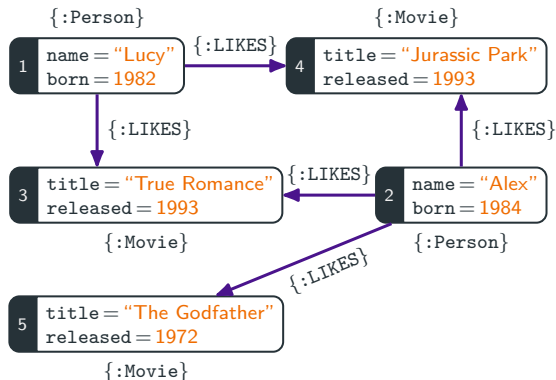 {:Person}
{:Movie}
1
name = “Lucy”
born = 1982
{:LIKES}
4
title = “Jurassic Park”
released = 1993
{:LIKES}
{:LIKES}
3
title = “True Romance”
released = 1993
{:LIKES}
2
name = “Alex”
born = 1984
{:Movie}
{:Person}
{:LIKES}
5
title = “The Godfather”
released = 1972
{:Movie}